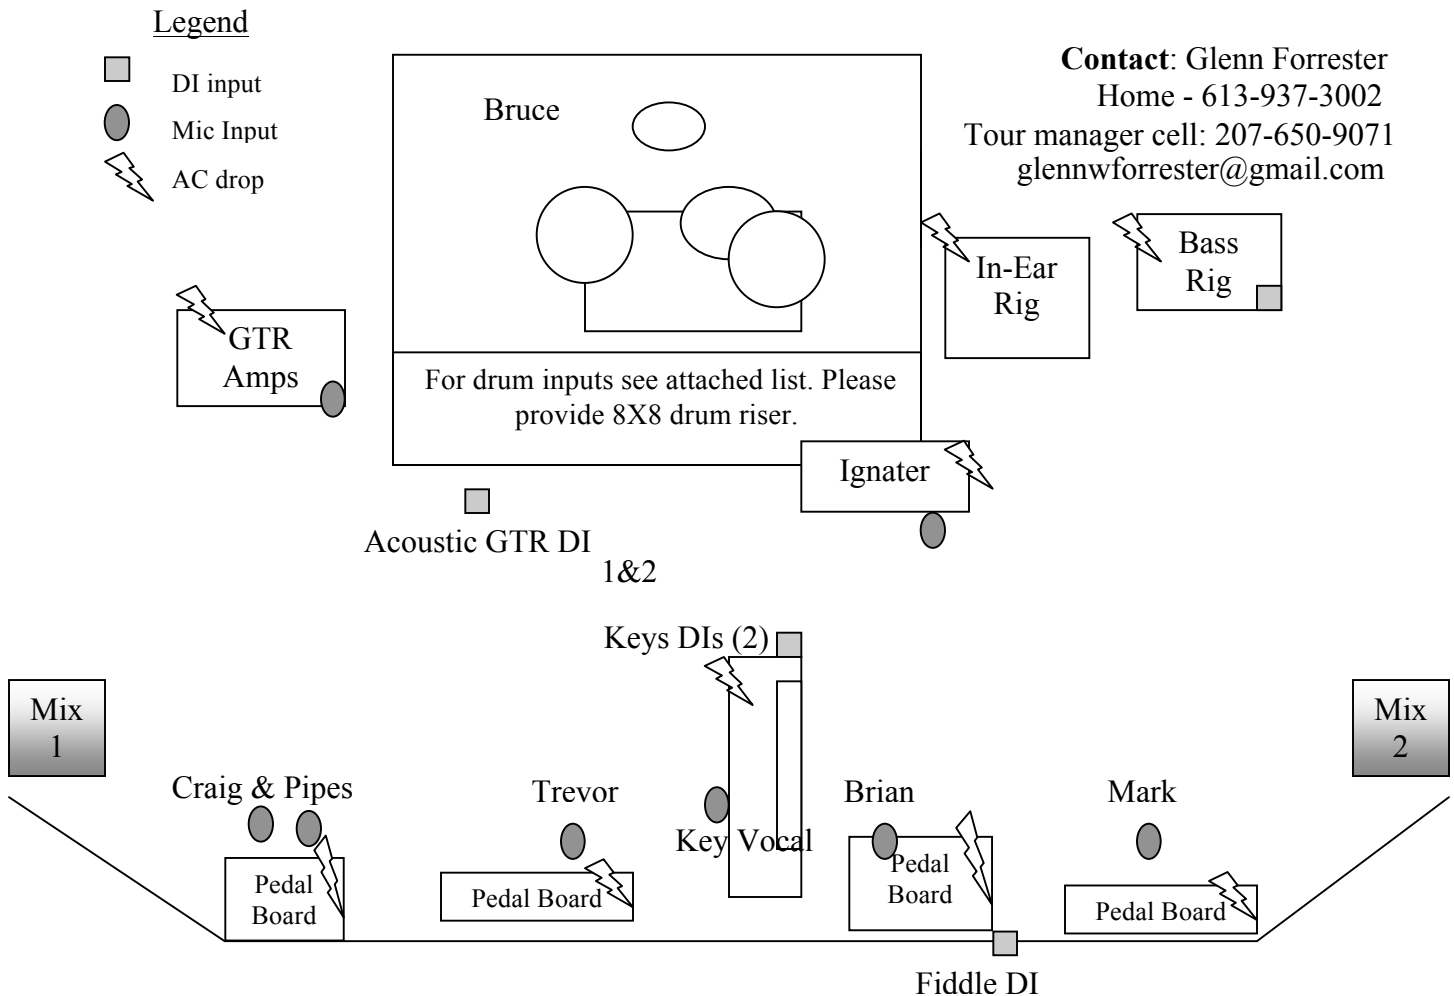 Legend
DI input
Mic Input
AC drop
Bruce
Contact: Glenn Forrester
Home - 613-937-3002
Tour manager cell: 207-650-9071
glennwforrester@gmail.com
GTR
Amps
In-Ear
Rig
Bass
Rig
For drum inputs see attached list. Please
provide 8X8 drum riser.
Ignater
Acoustic GTR DI
1&2
Keys DIs (2)
Mix
1
Mix
2
Craig & Pipes
Trevor
Key Vocal
Brian
Mark
Pedal
Board
Pedal Board
Pedal
Board
Pedal Board
Fiddle DI